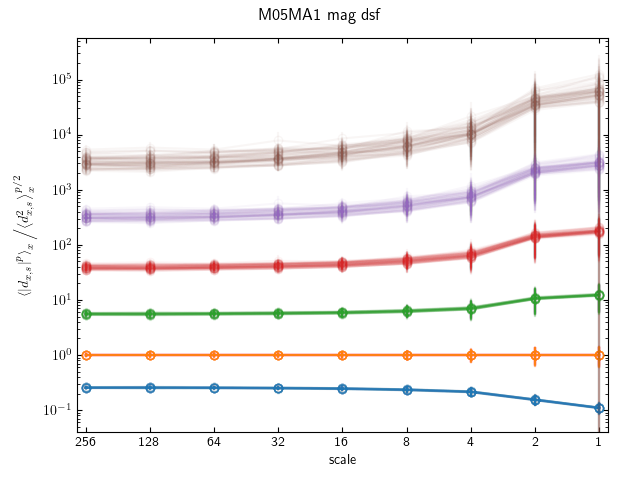 M05MA1 mag dsf
⟨|d_{x,s}|^p⟩_x / ⟨d^2_{x,s}⟩_x^{p/2}
10^5
10^4
10^3
10^2
10^1
10^0
10^{-1}
256 128 64 32 16 8 4 2 1
scale